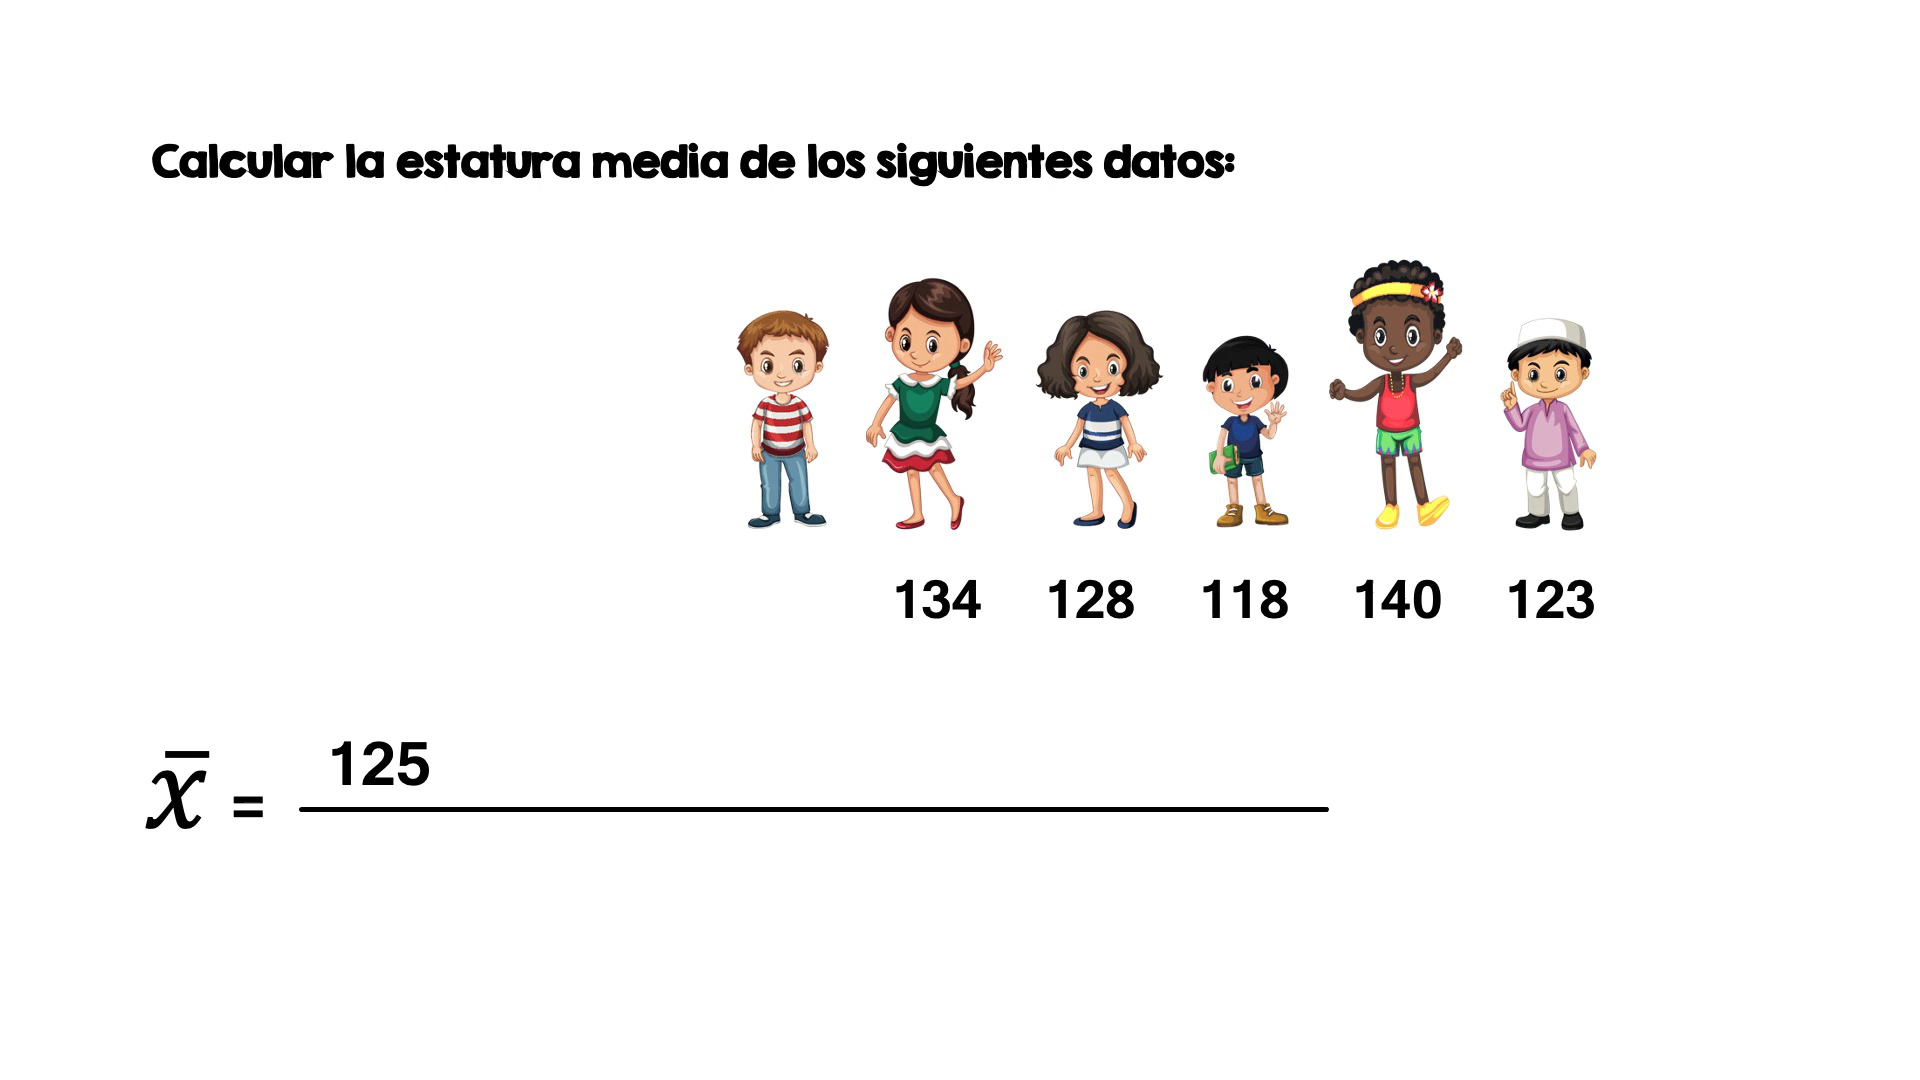 Calcular la estatura media de los siguientes datos:
134 128 118 140 123
x̄ = 125